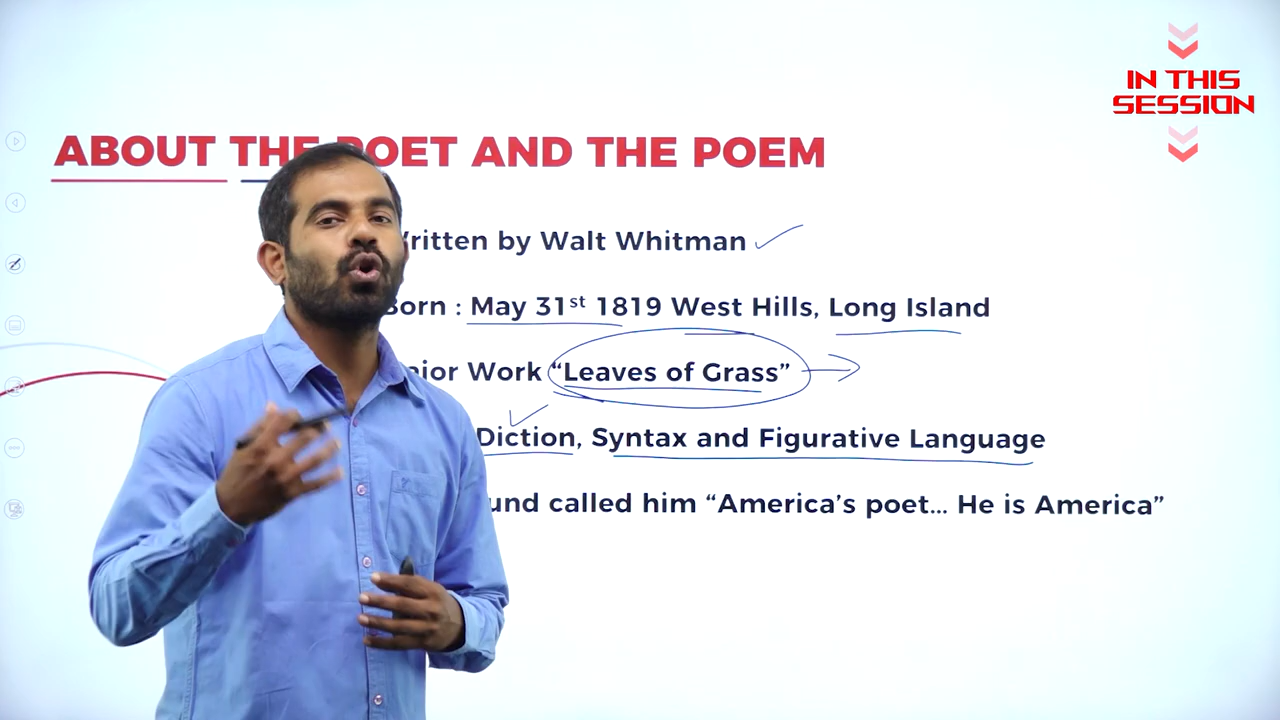 IN THIS
SESSION
ABOUT THE POET AND THE POEM
Written by Walt Whitman
Born : May 31st 1819 West Hills, Long Island
Work “Leaves of Grass”
Diction, Syntax and Figurative Language
called him “America’s poet... He is America”